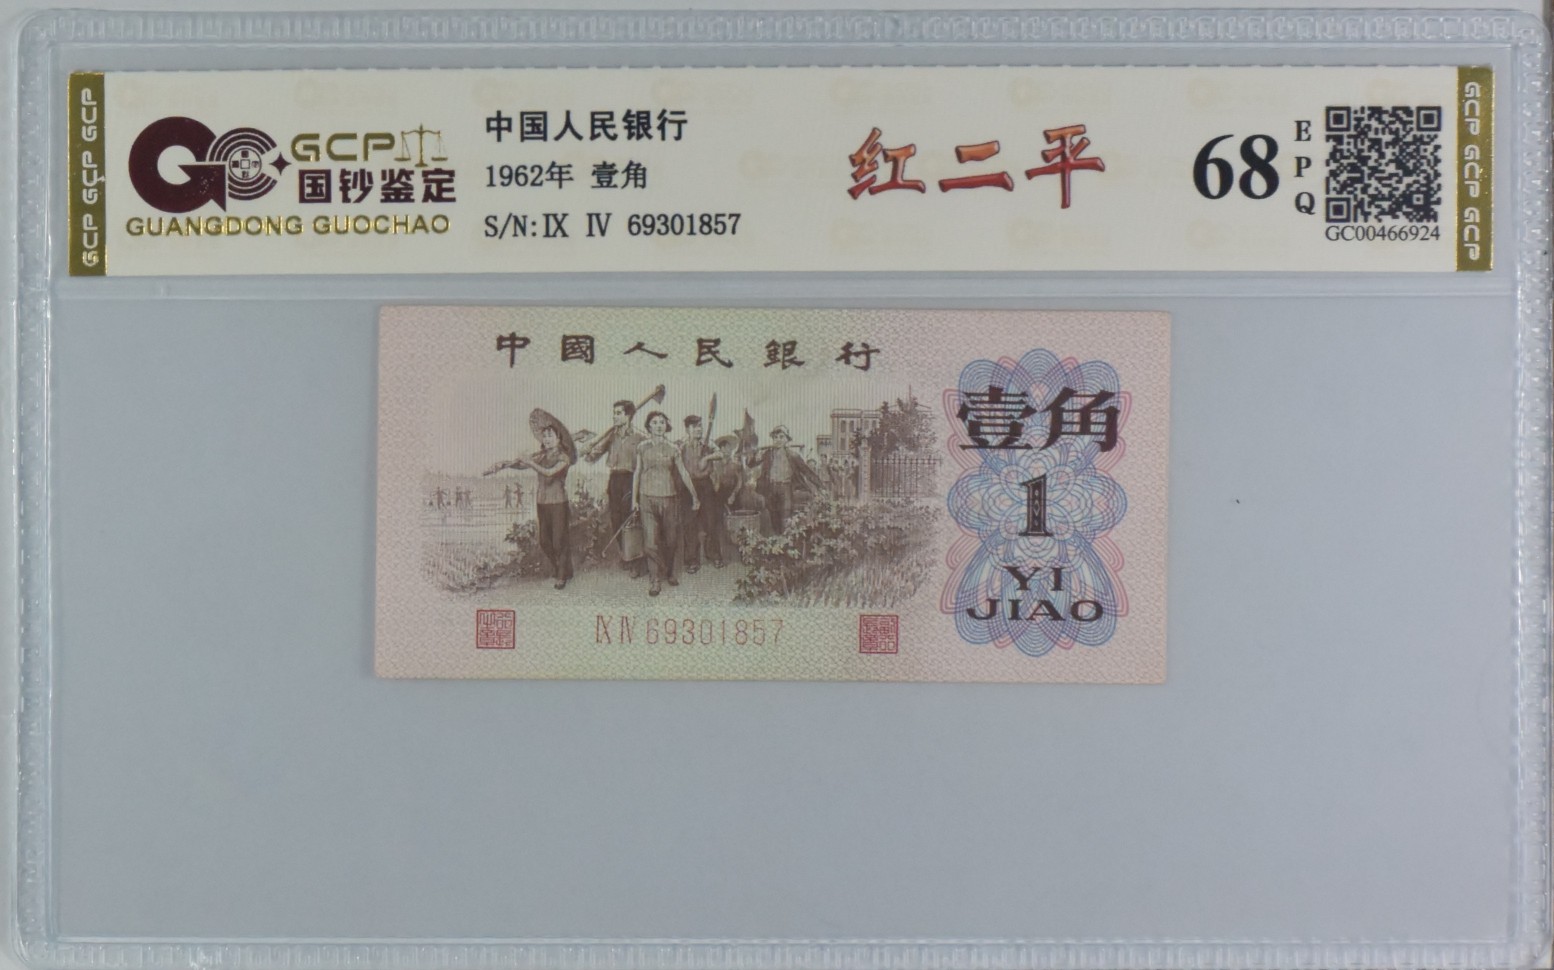 GCP GCP GCP
GCP
国钞鉴定
GUANGDONG GUOCHAO
中国人民银行
1962年 壹角
S/N: IX IV 69301857
红二平
68
EPQ
GC00466924
GCP GCP GCP
中國人民銀行
壹角
1
YI
JIAO
IX IV 69301857